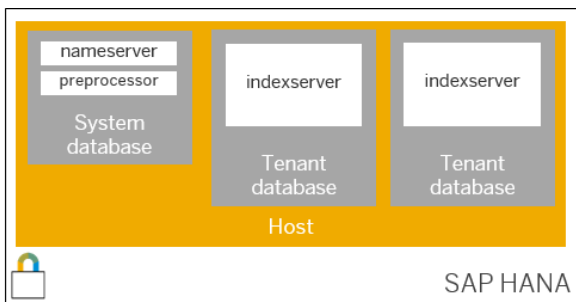 nameserver
preprocessor
System
database
indexserver
Tenant
database
indexserver
Tenant
database
Host
SAP HANA